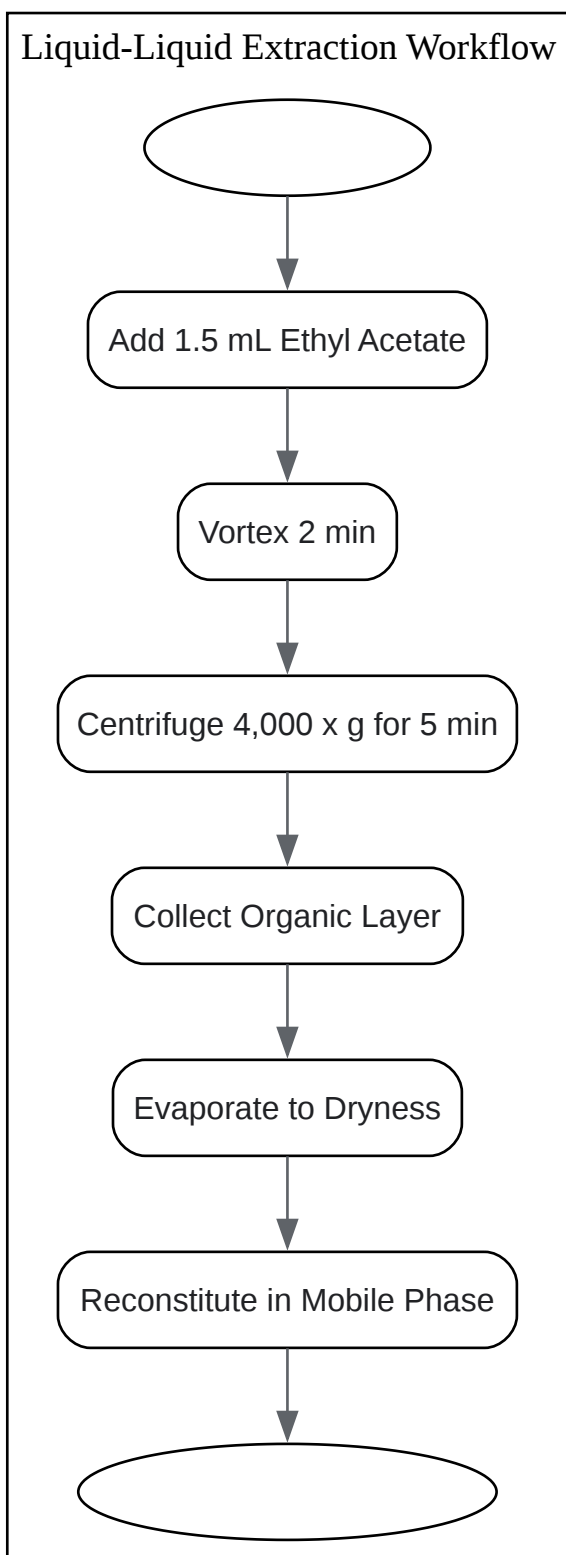 Liquid-Liquid Extraction Workflow
Add 1.5 mL Ethyl Acetate
Vortex 2 min
Centrifuge 4,000 x g for 5 min
Collect Organic Layer
Evaporate to Dryness
Reconstitute in Mobile Phase